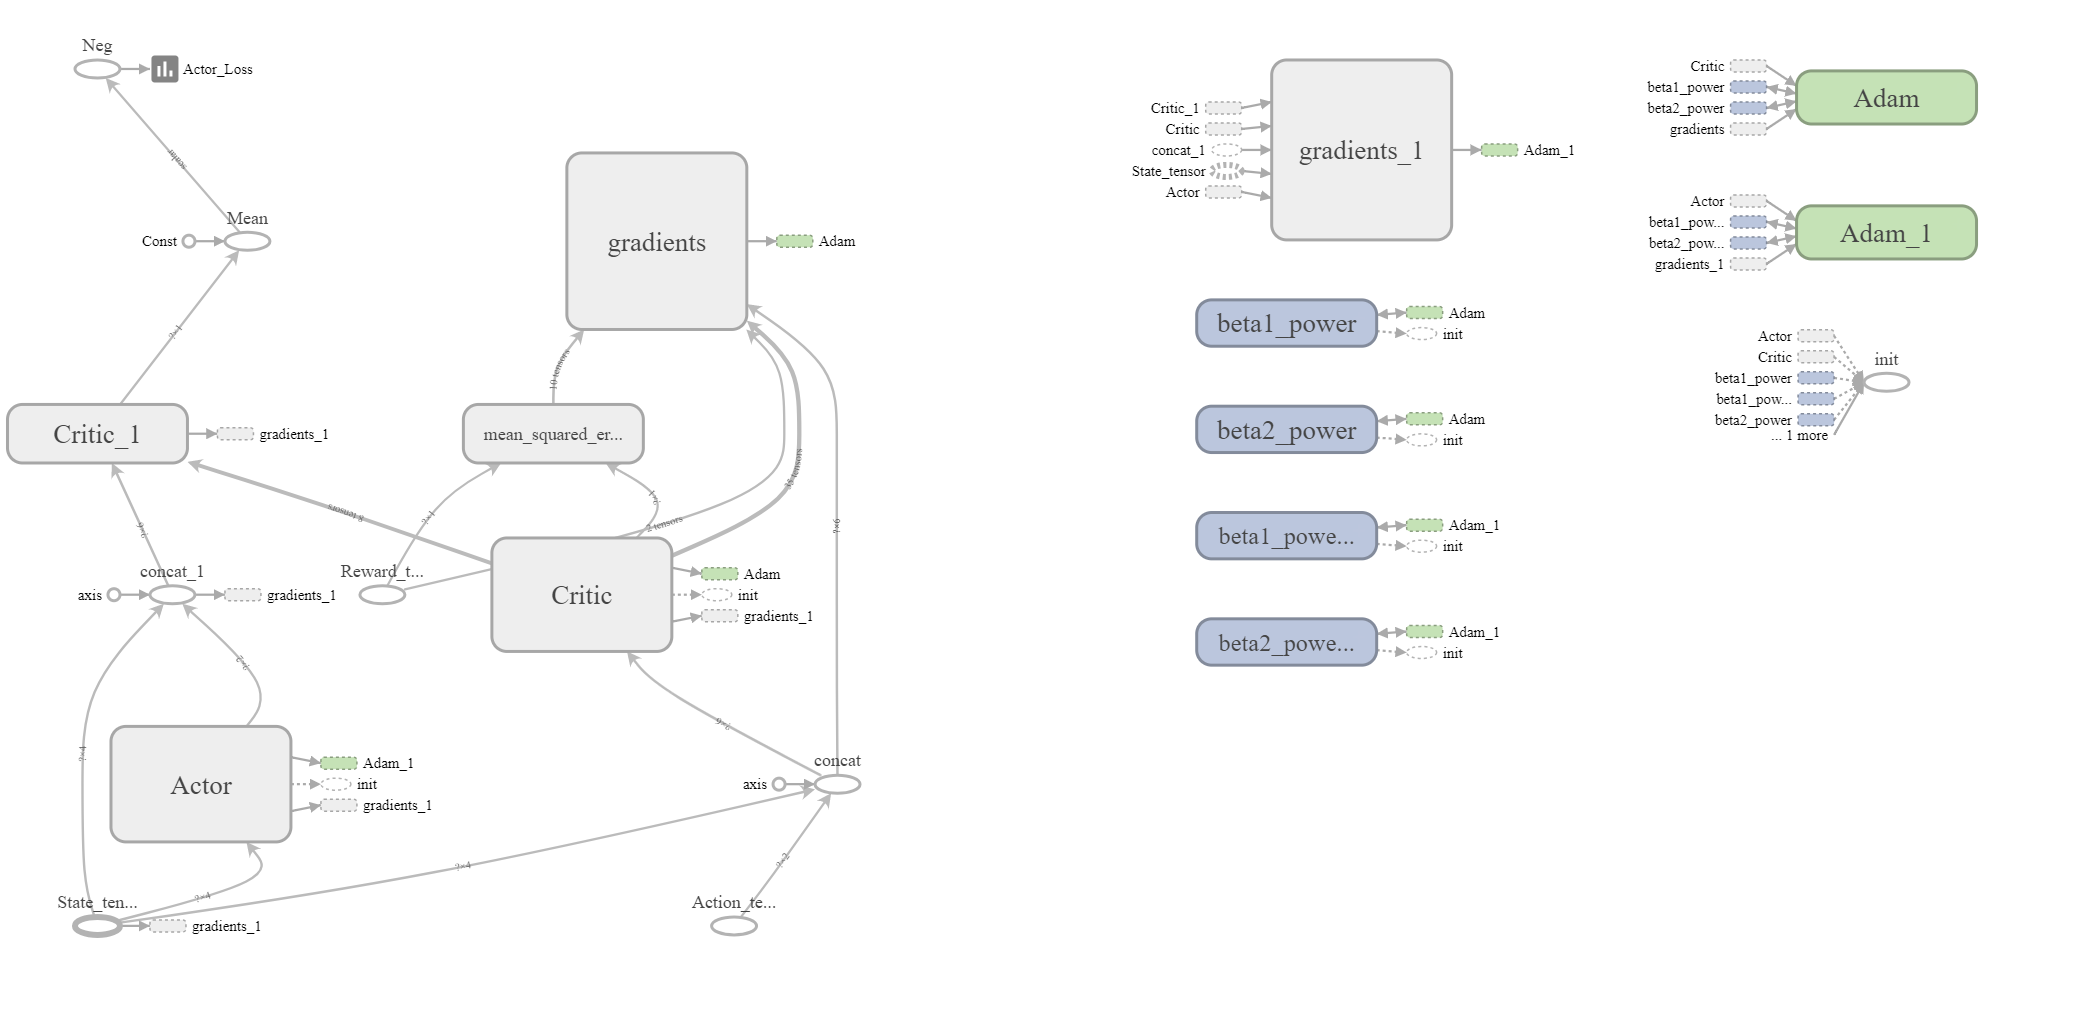 Neg
Actor_Loss
scalar
Mean
Const
?×1
Critic_1
gradients_1
8 tensors
?×6
concat_1
axis
gradients_1
?×4
?×2
Actor
Adam_1
init
gradients_1
?×4
State_ten...
gradients_1
?×4
gradients
Adam
10 tensors
mean_squared_er...
35 tensors
?×1
?×1
2 tensors
?×6
Reward_t...
Critic
Adam
init
gradients_1
?×6
concat
axis
?×2
Action_te...
Critic_1
Critic
concat_1
State_tensor
Actor
gradients_1
Adam_1
beta1_power
Adam
init
beta2_power
Adam
init
beta1_powe...
Adam_1
init
beta2_powe...
Adam_1
init
Critic
beta1_power
beta2_power
gradients
Adam
Actor
beta1_pow...
beta2_pow...
gradients_1
Adam_1
Actor
Critic
beta1_power
beta1_pow...
beta2_power
... 1 more
init